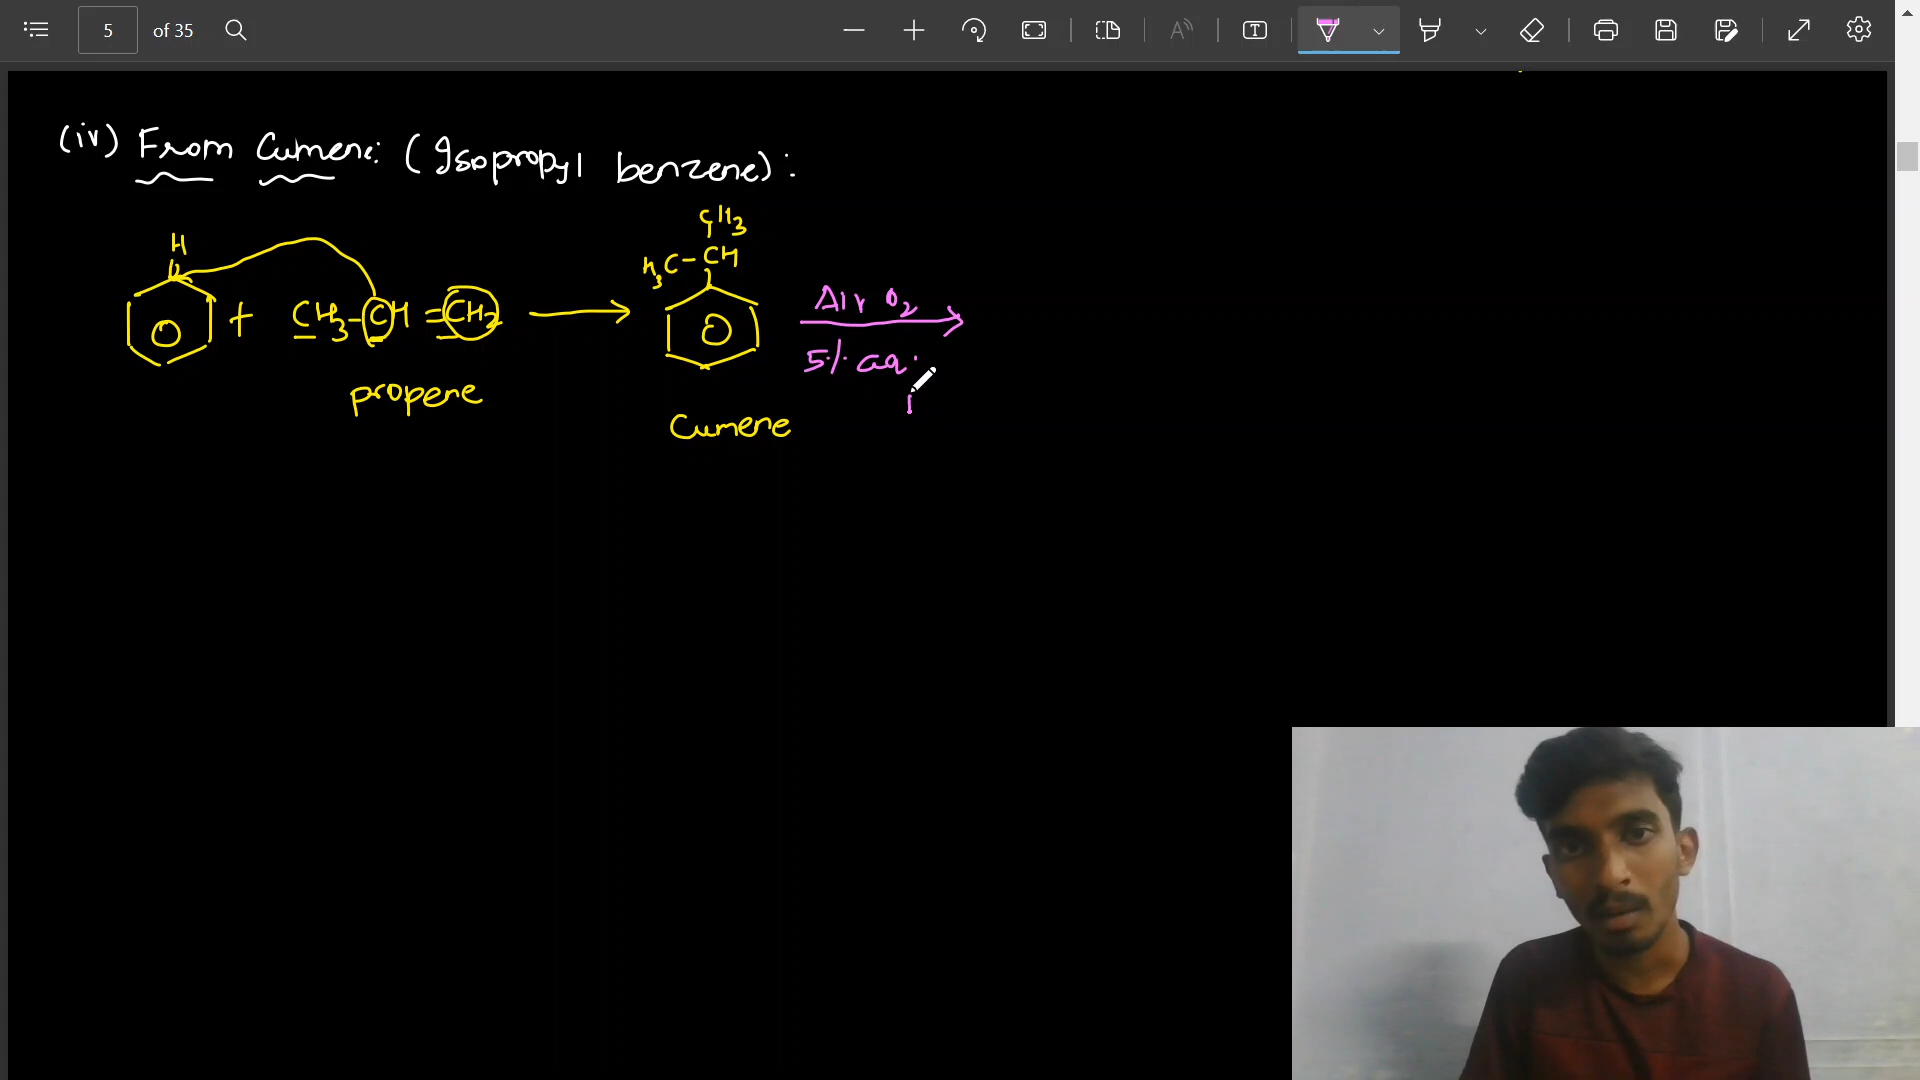 5 of 35
(iv) From Cumene: (Isopropyl benzene):
CH3
H
H3C-CH
+ CH3-CH=CH2
Air O2
5% aq.
propene
Cumene